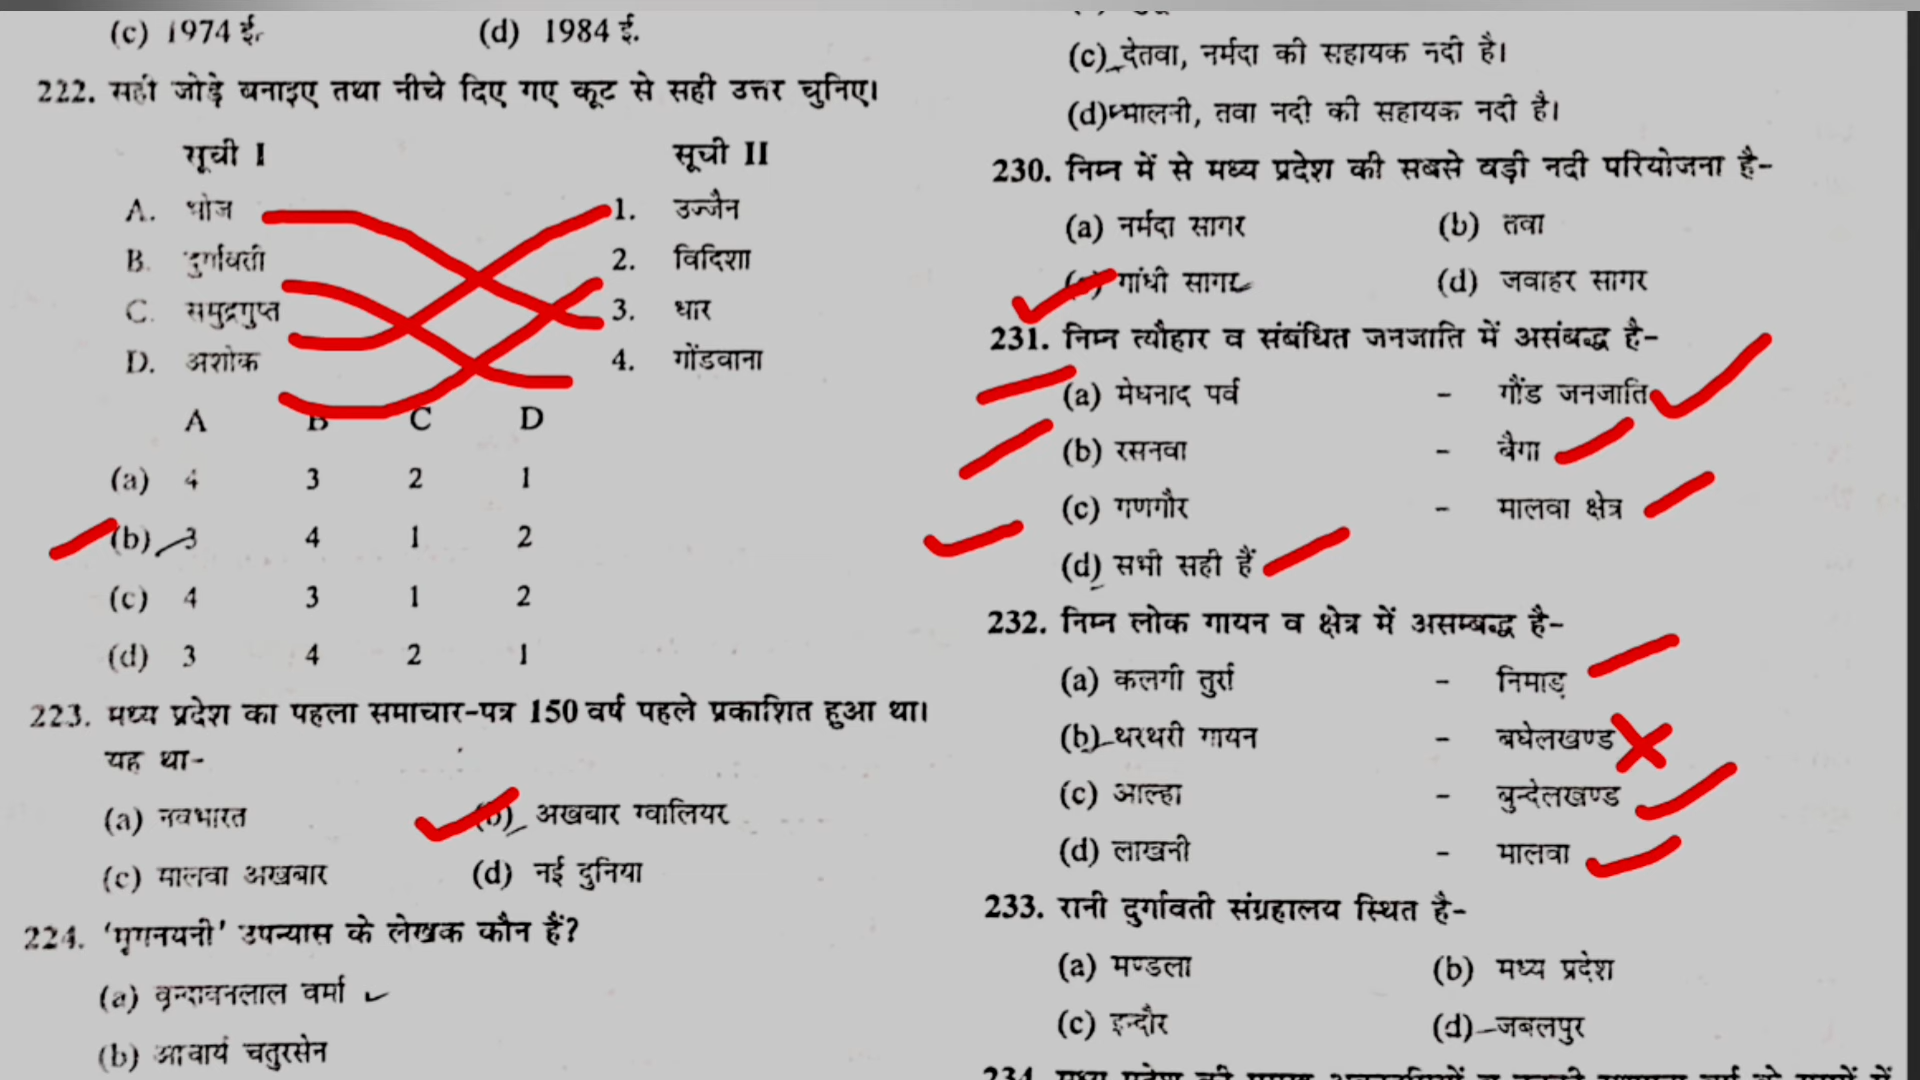 (c) 1974 ई.
(d) 1984 ई.
222. सही जोड़े बनाइए तथा नीचे दिए गए कूट से सही उत्तर चुनिए।
सूची I
सूची II
A. भोज
1. उज्जैन
B. दुर्गावती
2. विदिशा
C. समुद्रगुप्त
3. धार
D. अशोक
4. गोंडवाना
A B C D
(a) 4 3 2 1
(b) 3 4 1 2
(c) 4 3 1 2
(d) 3 4 2 1
223. मध्य प्रदेश का पहला समाचार-पत्र 150 वर्ष पहले प्रकाशित हुआ था।
यह था-
(a) नवभारत
(b) अखबार ग्वालियर
(c) मालवा अखबार
(d) नई दुनिया
224. 'मृगनयनी' उपन्यास के लेखक कौन हैं?
(a) वृन्दावनलाल वर्मा
(b) आचार्य चतुरसेन
(c) देतवा, नर्मदा की सहायक नदी है।
(d) मालनी, तवा नदी की सहायक नदी है।
230. निम्न में से मध्य प्रदेश की सबसे बड़ी नदी परियोजना है-
(a) नर्मदा सागर
(b) तवा
(c) गांधी सागर
(d) जवाहर सागर
231. निम्न त्यौहार व संबंधित जनजाति में असंबद्ध है-
(a) मेघनाद पर्व - गौंड जनजाति
(b) रसनवा - बैगा
(c) गणगौर - मालवा क्षेत्र
(d) सभी सही हैं
232. निम्न लोक गायन व क्षेत्र में असम्बद्ध है-
(a) कलगी तुर्रा - निमाड़
(b) थरथरी गायन - बघेलखण्ड
(c) आल्हा - बुन्देलखण्ड
(d) लाखनी - मालवा
233. रानी दुर्गावती संग्रहालय स्थित है-
(a) मण्डला
(b) मध्य प्रदेश
(c) इन्दौर
(d) जबलपुर
234. मध्य प्रदेश की